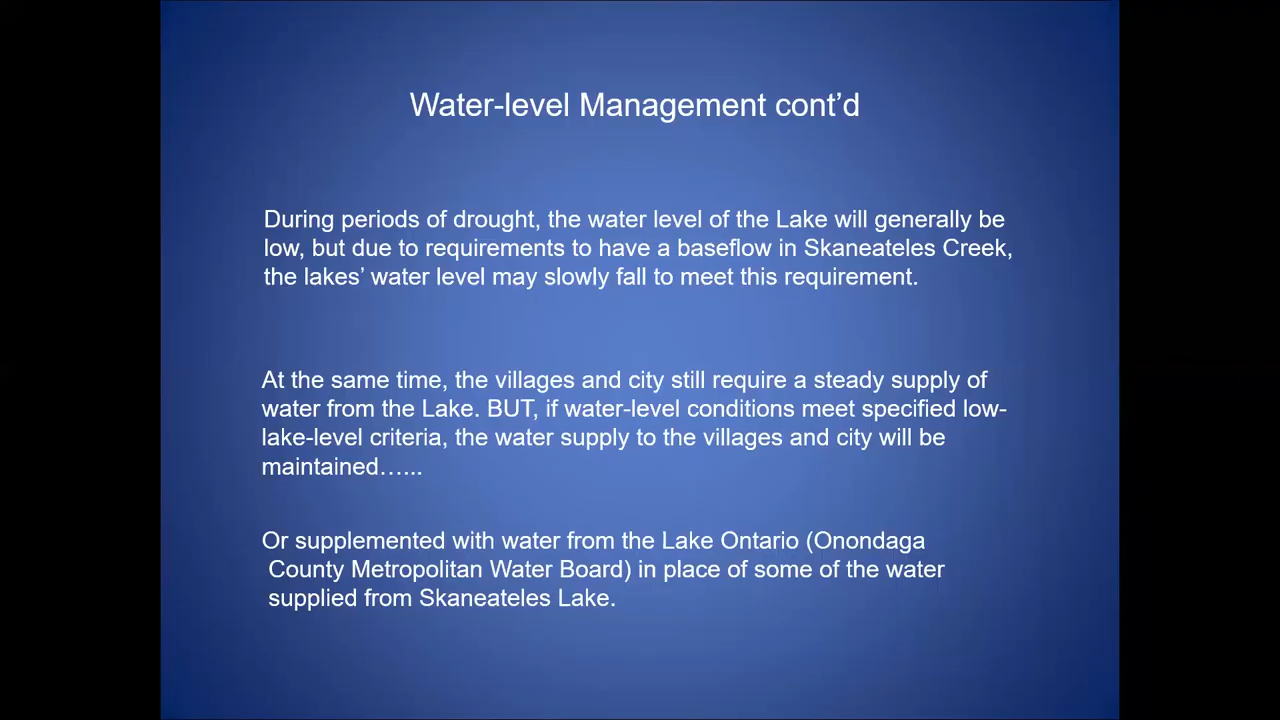 Water-level Management cont’d
During periods of drought, the water level of the Lake will generally be
low, but due to requirements to have a baseflow in Skaneateles Creek,
the lakes’ water level may slowly fall to meet this requirement.
At the same time, the villages and city still require a steady supply of
water from the Lake. BUT, if water-level conditions meet specified low-
lake-level criteria, the water supply to the villages and city will be
maintained…...
Or supplemented with water from the Lake Ontario (Onondaga
County Metropolitan Water Board) in place of some of the water
supplied from Skaneateles Lake.